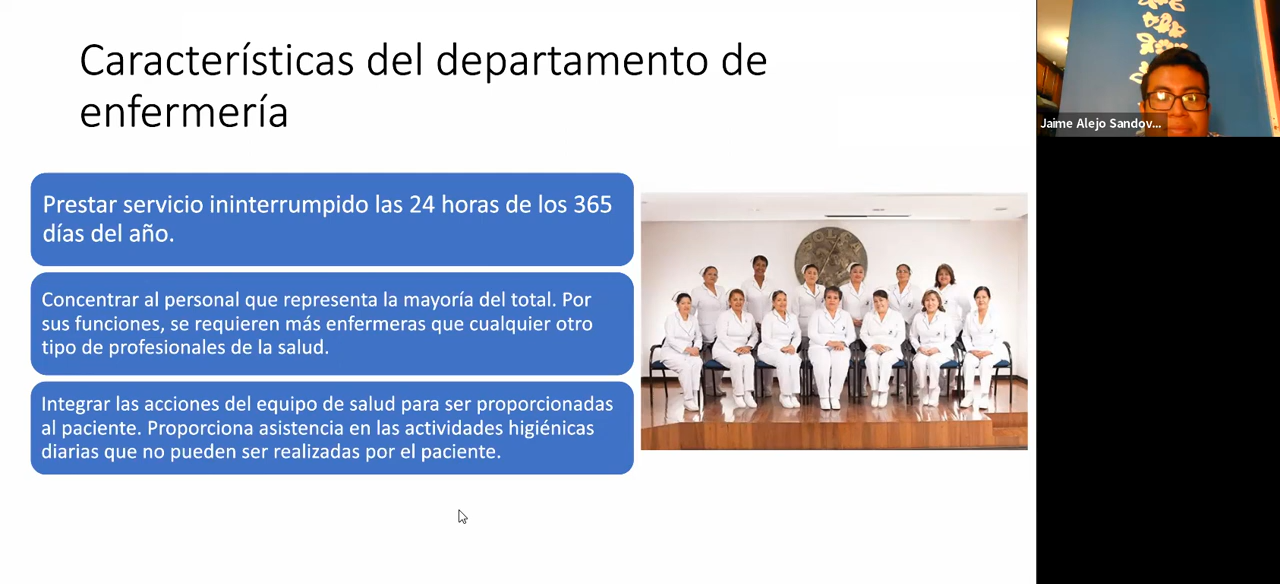 Características del departamento de
enfermería
Prestar servicio ininterrumpido las 24 horas de los 365
días del año.
Concentrar al personal que representa la mayoría del total. Por
sus funciones, se requieren más enfermeras que cualquier otro
tipo de profesionales de la salud.
Integrar las acciones del equipo de salud para ser proporcionadas
al paciente. Proporciona asistencia en las actividades higiénicas
diarias que no pueden ser realizadas por el paciente.
Jaime Alejo Sandov...